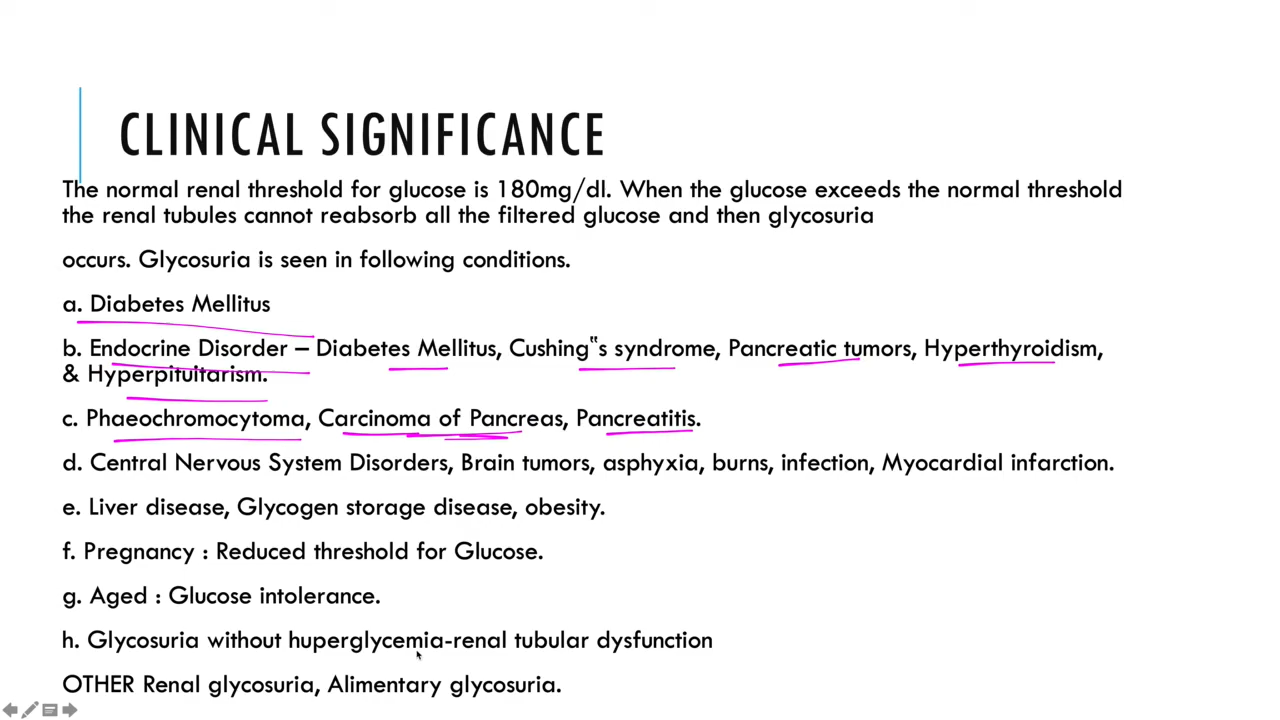 CLINICAL SIGNIFICANCE
The normal renal threshold for glucose is 180mg/dl. When the glucose exceeds the normal threshold
the renal tubules cannot reabsorb all the filtered glucose and then glycosuria
occurs. Glycosuria is seen in following conditions.
a. Diabetes Mellitus
b. Endocrine Disorder – Diabetes Mellitus, Cushing‟s syndrome, Pancreatic tumors, Hyperthyroidism,
& Hyperpituitarism.
c. Phaeochromocytoma, Carcinoma of Pancreas, Pancreatitis.
d. Central Nervous System Disorders, Brain tumors, asphyxia, burns, infection, Myocardial infarction.
e. Liver disease, Glycogen storage disease, obesity.
f. Pregnancy : Reduced threshold for Glucose.
g. Aged : Glucose intolerance.
h. Glycosuria without huperglycemia-renal tubular dysfunction
OTHER Renal glycosuria, Alimentary glycosuria.